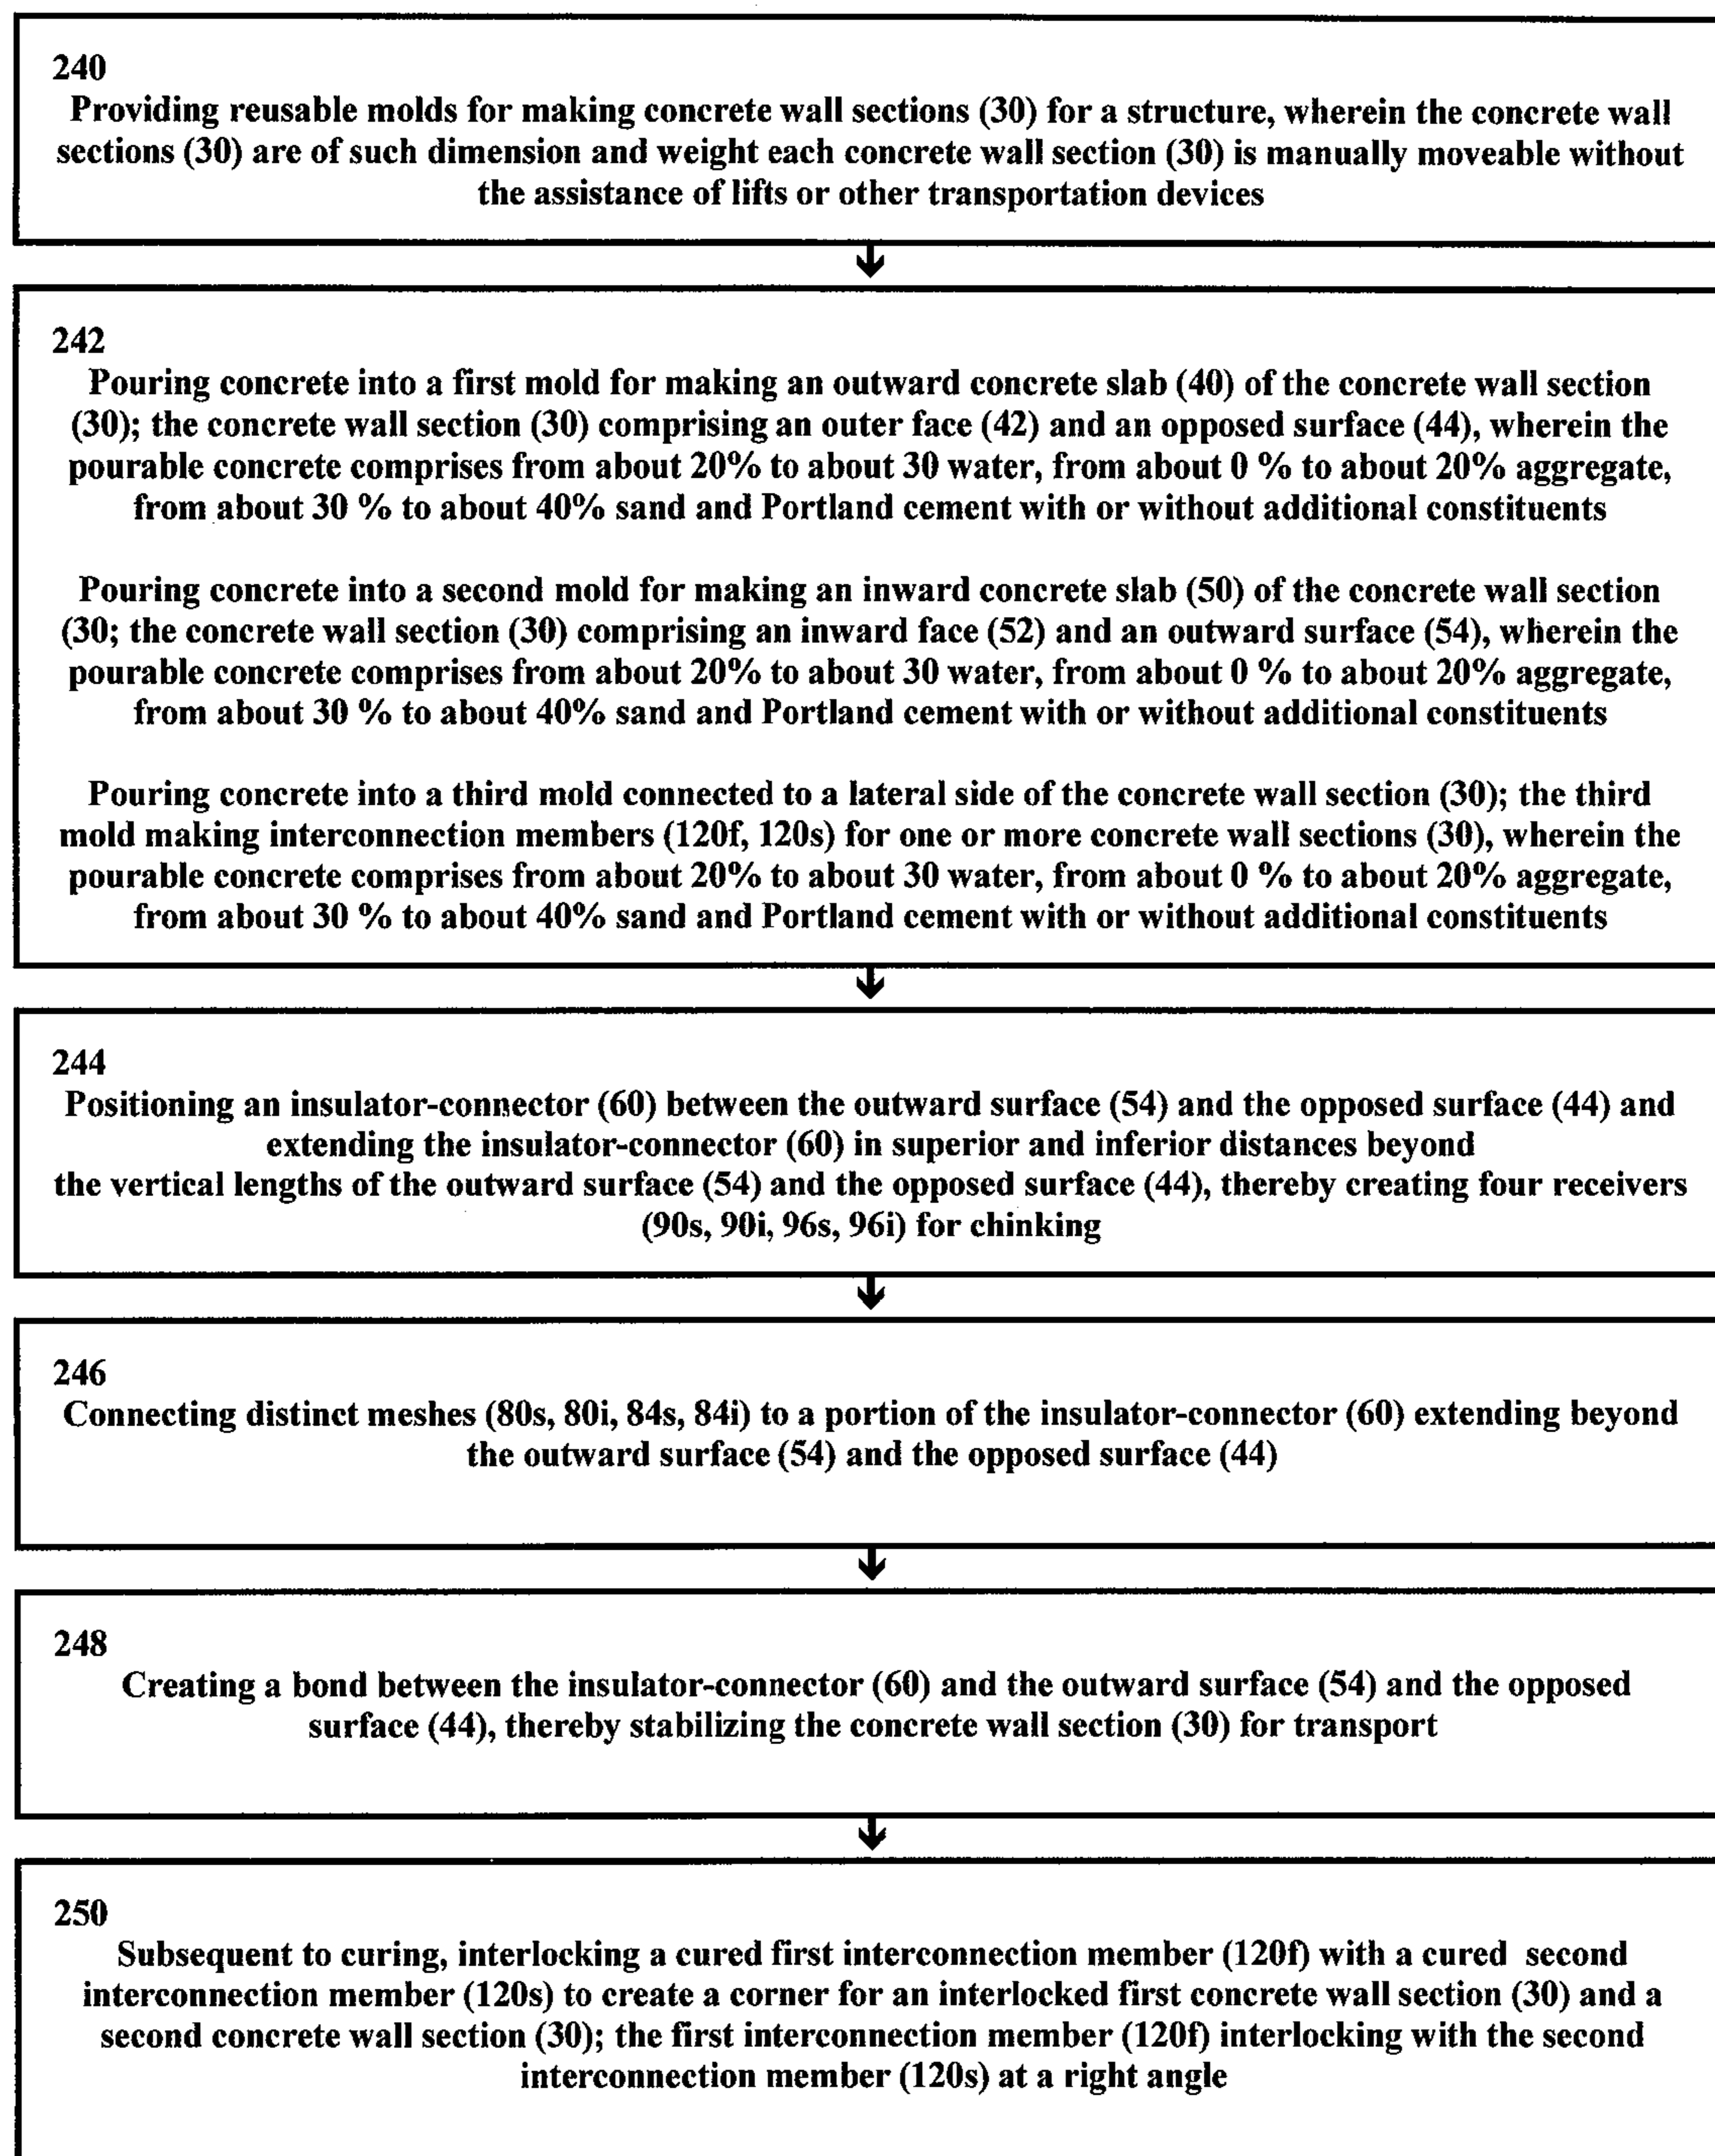 240
Providing reusable molds for making concrete wall sections (30) for a structure, wherein the concrete wall
sections (30) are of such dimension and weight each concrete wall section (30) is manually moveable without
the assistance of lifts or other transportation devices
242
Pouring concrete into a first mold for making an outward concrete slab (40) of the concrete wall section
(30); the concrete wall section (30) comprising an outer face (42) and an opposed surface (44), wherein the
pourable concrete comprises from about 20% to about 30 water, from about 0 % to about 20% aggregate,
from about 30 % to about 40% sand and Portland cement with or without additional constituents
Pouring concrete into a second mold for making an inward concrete slab (50) of the concrete wall section
(30; the concrete wall section (30) comprising an inward face (52) and an outward surface (54), wherein the
pourable concrete comprises from about 20% to about 30 water, from about 0 % to about 20% aggregate,
from about 30 % to about 40% sand and Portland cement with or without additional constituents
Pouring concrete into a third mold connected to a lateral side of the concrete wall section (30); the third
mold making interconnection members (120f, 120s) for one or more concrete wall sections (30), wherein the
pourable concrete comprises from about 20% to about 30 water, from about 0 % to about 20% aggregate,
from about 30 % to about 40% sand and Portland cement with or without additional constituents
244
Positioning an insulator-connector (60) between the outward surface (54) and the opposed surface (44) and
extending the insulator-connector (60) in superior and inferior distances beyond
the vertical lengths of the outward surface (54) and the opposed surface (44), thereby creating four receivers
(90s, 90i, 96s, 96i) for chinking
246
Connecting distinct meshes (80s, 80i, 84s, 84i) to a portion of the insulator-connector (60) extending beyond
the outward surface (54) and the opposed surface (44)
248
Creating a bond between the insulator-connector (60) and the outward surface (54) and the opposed
surface (44), thereby stabilizing the concrete wall section (30) for transport
250
Subsequent to curing, interlocking a cured first interconnection member (120f) with a cured second
interconnection member (120s) to create a corner for an interlocked first concrete wall section (30) and a
second concrete wall section (30); the first interconnection member (120f) interlocking with the second
interconnection member (120s) at a right angle